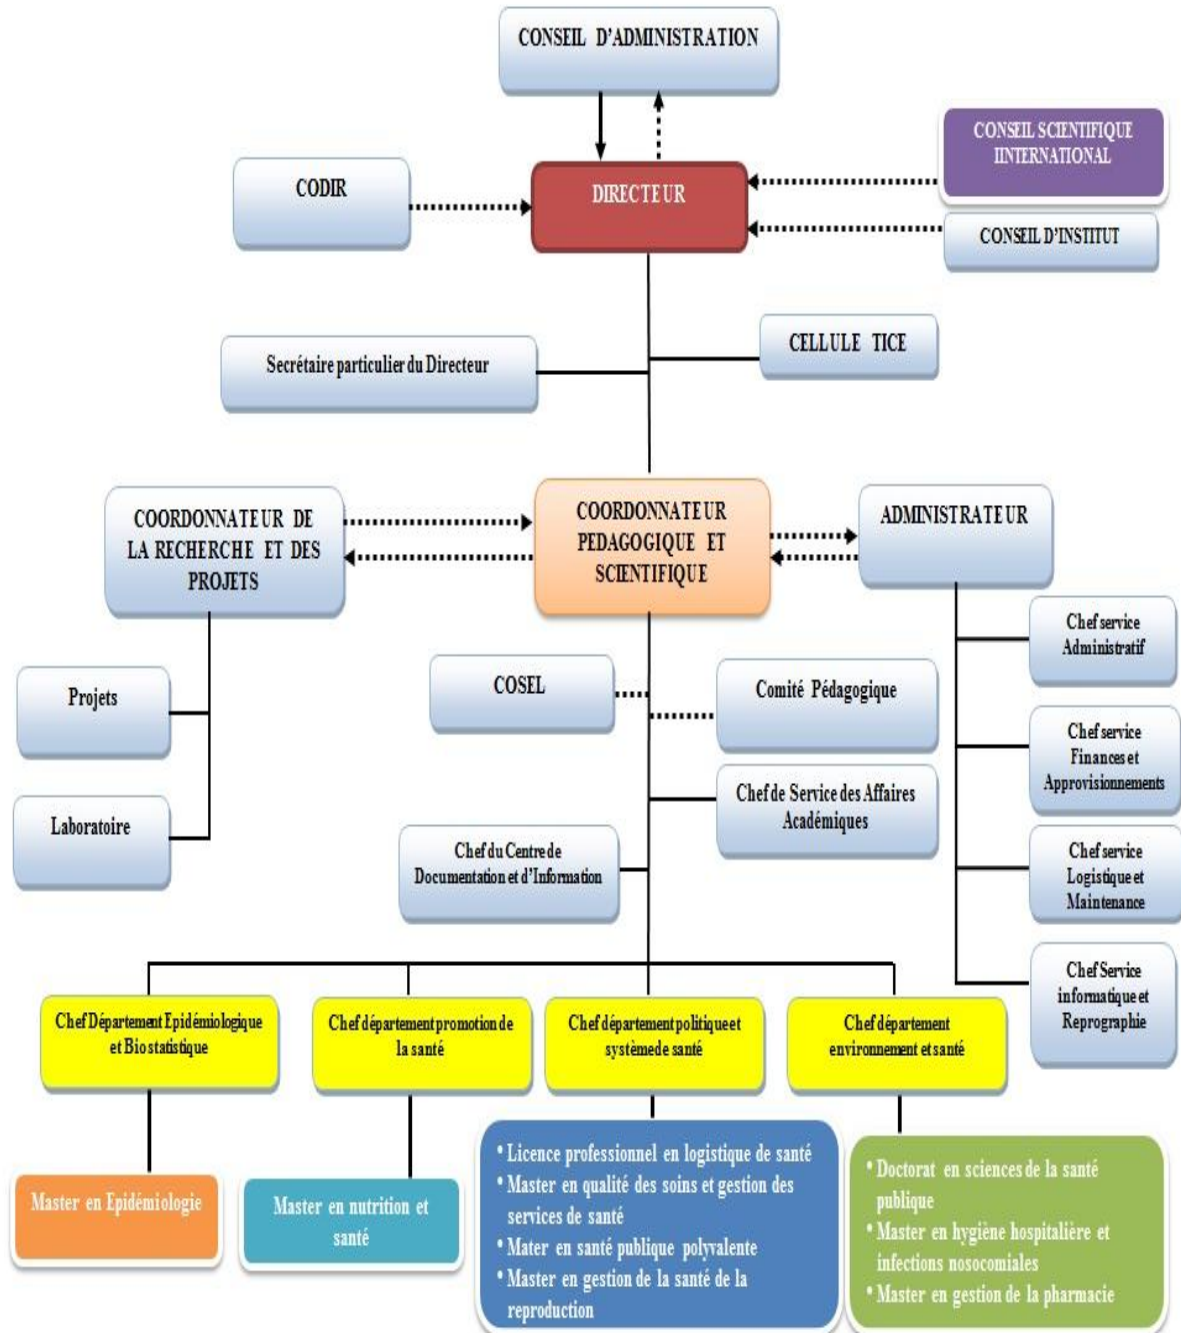 CONSEIL D'ADMINISTRATION
CONSEIL SCIENTIFIQUE
IINTERNATIONAL
CODIR
DIRECTEUR
CONSEIL D'INSTITUT
Secrétaire particulier du Directeur
CELLULE TICE
COORDONNATEUR DE
LA RECHERCHE ET DES
PROJETS
COORDONNATEUR
PEDAGOGIQUE ET
SCIENTIFIQUE
ADMINISTRATEUR
Chef service
Administratif
Projets
COSEL
Comité Pédagogique
Chef service
Finances et
Approvisionnements
Laboratoire
Chef de Service des Affaires
Académiques
Chef du Centre de
Documentation et d'Information
Chef service
Logistique et
Maintenance
Chef Service
informatique et
Reprographie
Chef Département Epidémiologique
et Bio statistique
Chef département promotion de
la santé
Chef département politique et
système de santé
Chef département
environnement et santé
Master en Epidémiologie
Master en nutrition et
santé
• Licence professionnel en logistique de santé
• Master en qualité des soins et gestion des
services de santé
• Mater en santé publique polyvalente
• Master en gestion de la santé de la
reproduction
• Doctorat en sciences de la santé
publique
• Master en hygiène hospitalière et
infections nosocomiales
• Master en gestion de la pharmacie